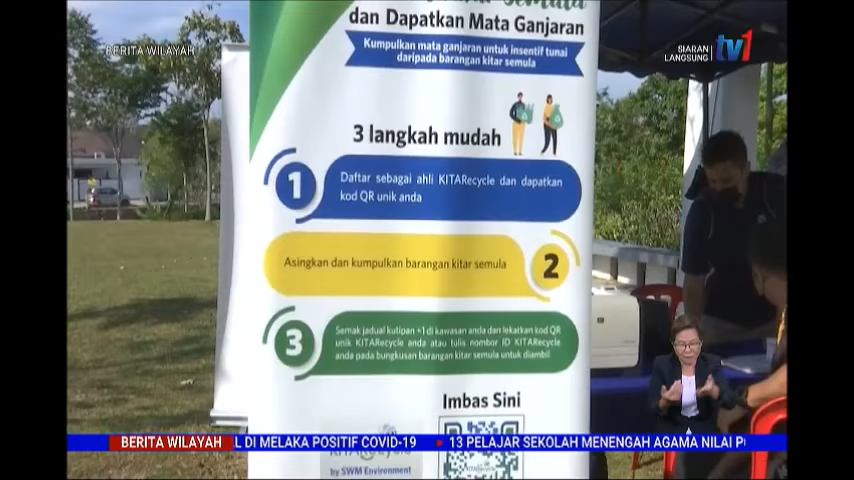 BERITA WILAYAH
SIARAN
LANGSUNG
tv1
dan Dapatkan Mata Ganjaran
Kumpulkan mata ganjaran untuk insentif tunai
daripada barangan kitar semula
3 langkah mudah
1
Daftar sebagai ahli KITARecycle dan dapatkan
kod QR unik anda
Asingkan dan kumpulkan barangan kitar semula
2
3
Semak jadual kutipan +1 di kawasan anda dan lekatkan kod QR
unik KITARecycle anda atau tulis nombor ID KITARecycle
anda pada bungkusan barangan kitar semula untuk diambil
Imbas Sini
KITARecycle
by SWM Environment
BERITA WILAYAH
L DI MELAKA POSITIF COVID-19 • 13 PELAJAR SEKOLAH MENENGAH AGAMA NILAI